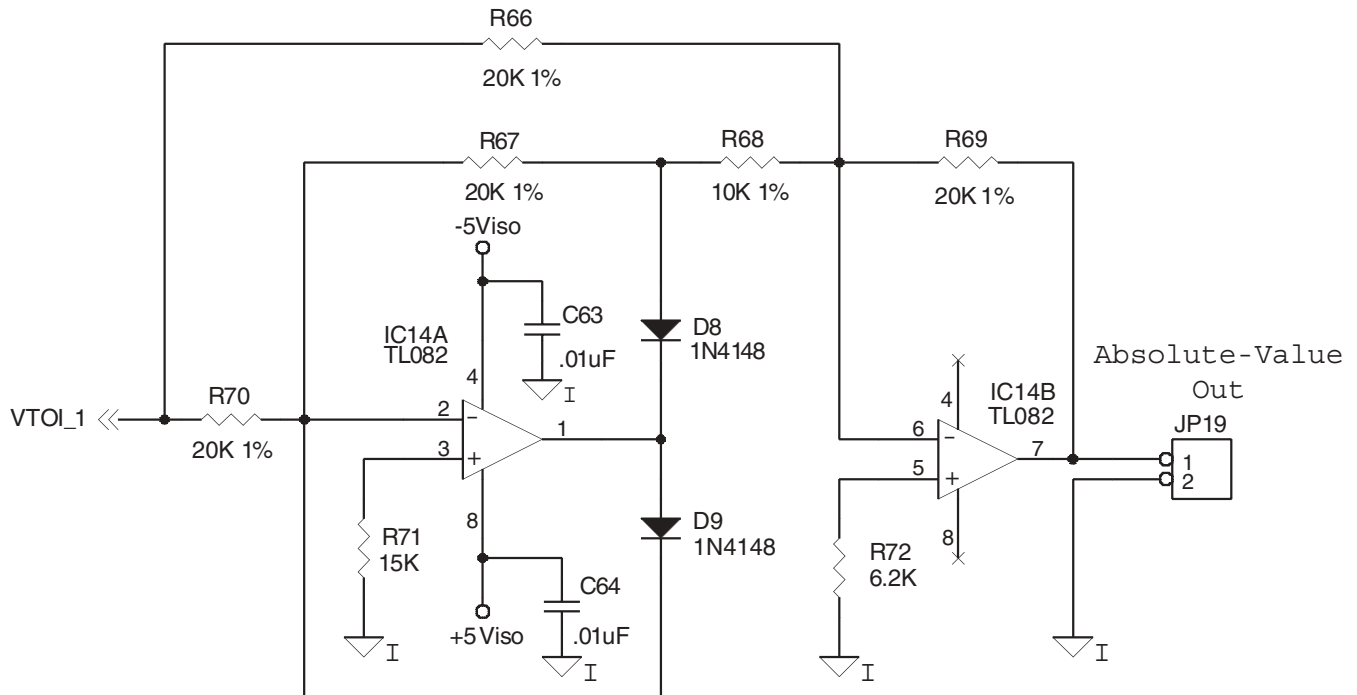 R66
20K 1%
R67
20K 1%
R68
10K 1%
R69
20K 1%
-5Viso
C63
.01uF
I
IC14A
TL082
4
D8
1N4148
Absolute-Value
Out
VTOI_1
R70
20K 1%
2
-
3
+
1
8
4
IC14B
TL082
6
-
5
+
7
8
JP19
1
2
R71
15K
I
D9
1N4148
C64
.01uF
I
+5Viso
R72
6.2K
I
I